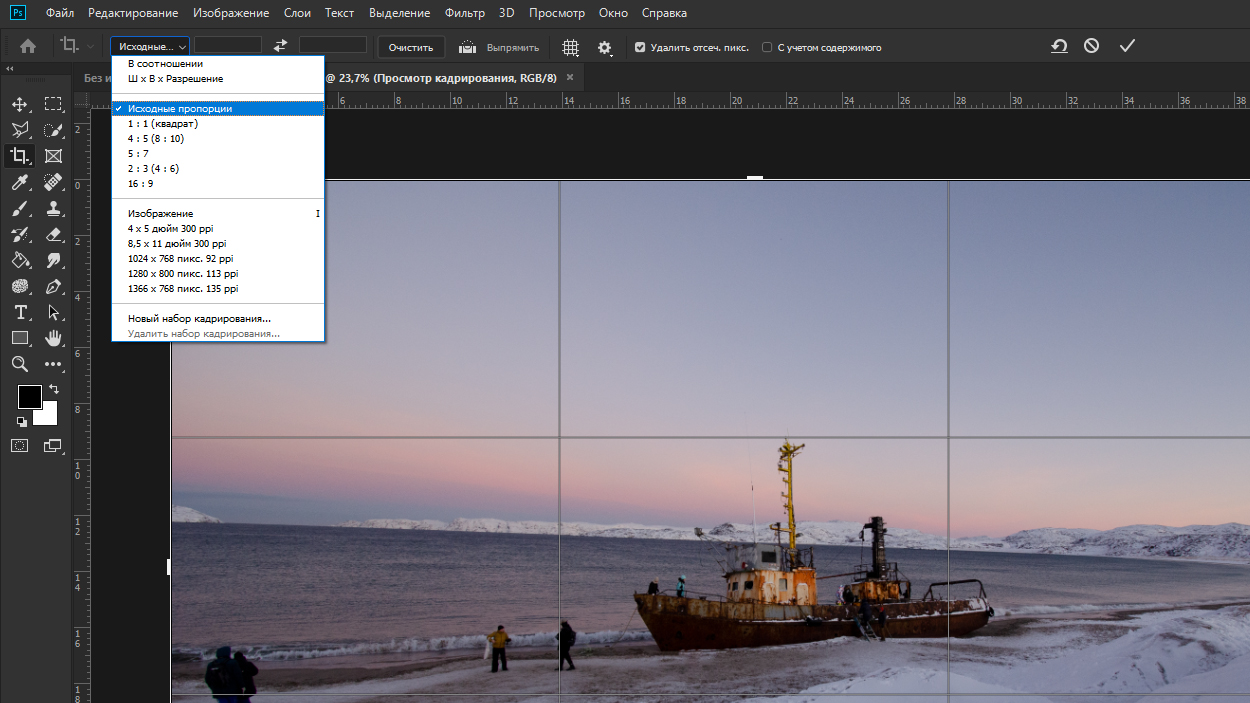 Ps Файл Редактирование Изображение Слои Текст Выделение Фильтр 3D Просмотр Окно Справка
Исходные... Очистить Выпрямить Удалить отсеч. пикс. С учетом содержимого
Без и @ 23,7% (Просмотр кадрирования, RGB/8) ×
В соотношении
Ш x В x Разрешение
Исходные пропорции
1 : 1 (квадрат)
4 : 5 (8 : 10)
5 : 7
2 : 3 (4 : 6)
16 : 9
Изображение I
4 x 5 дюйм 300 ppi
8,5 x 11 дюйм 300 ppi
1024 x 768 пикс. 92 ppi
1280 x 800 пикс. 113 ppi
1366 x 768 пикс. 135 ppi
Новый набор кадрирования...
Удалить набор кадрирования...
6 8 10 12 14 16 18 20 22 24 26 28 30 32 34 36 38
2
0
2
4
6
8
10
12
14
16
18